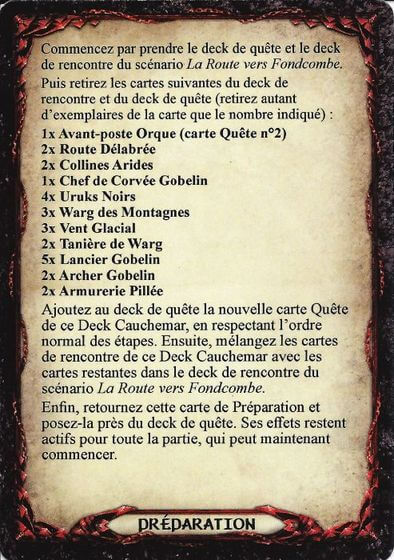 Commencez par prendre le deck de quête et le deck
de rencontre du scénario La Route vers Fondcombe.
Puis retirez les cartes suivantes du deck de
rencontre et du deck de quête (retirez autant
d'exemplaires de la carte que le nombre indiqué) :
1x Avant-poste Orque (carte Quête n°2)
2x Route Délabrée
2x Collines Arides
1x Chef de Corvée Gobelin
4x Uruks Noirs
3x Warg des Montagnes
3x Vent Glacial
2x Tanière de Warg
5x Lancier Gobelin
2x Archer Gobelin
2x Armurerie Pillée
Ajoutez au deck de quête la nouvelle carte Quête
de ce Deck Cauchemar, en respectant l'ordre
normal des étapes. Ensuite, mélangez les cartes
de rencontre de ce Deck Cauchemar avec les
cartes restantes dans le deck de rencontre du
scénario La Route vers Fondcombe.
Enfin, retournez cette carte de Préparation et
posez-la près du deck de quête. Ses effets restent
actifs pour toute la partie, qui peut maintenant
commencer.
PRÉPARATION